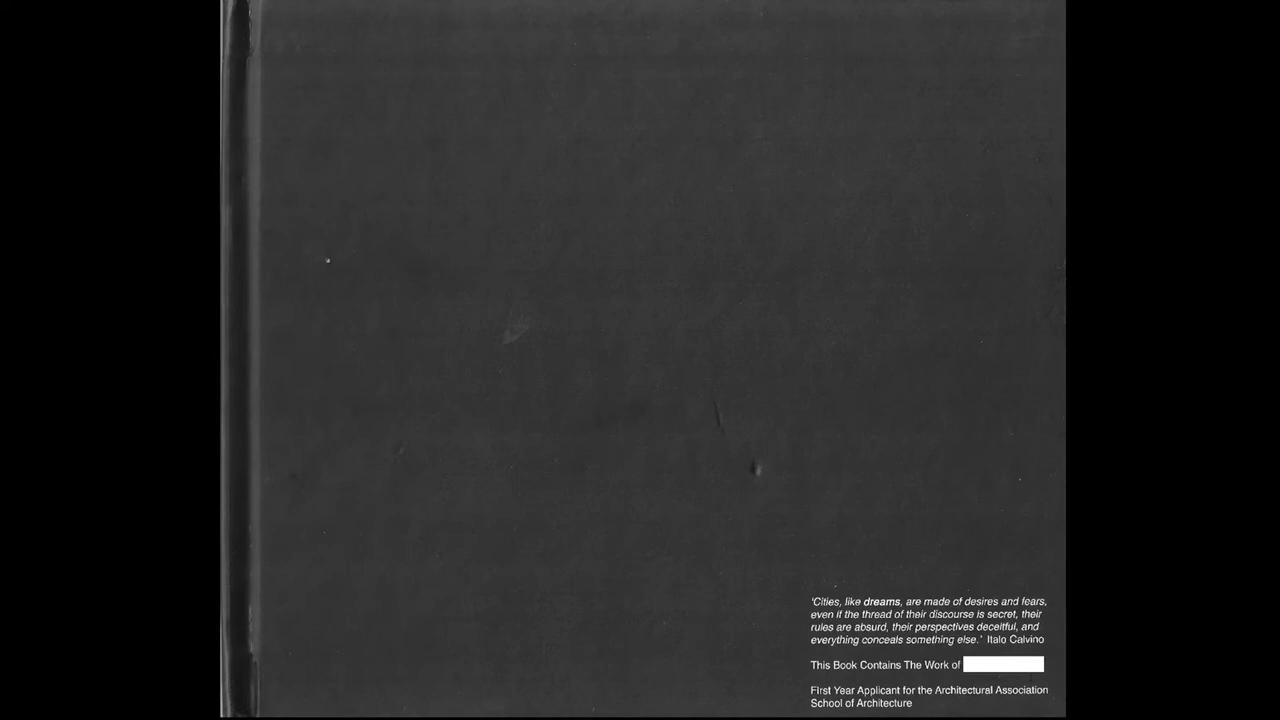 'Cities, like dreams, are made of desires and fears,
even if the thread of their discourse is secret, their
rules are absurd, their perspectives deceitful, and
everything conceals something else.' Italo Calvino
This Book Contains The Work of
First Year Applicant for the Architectural Association
School of Architecture